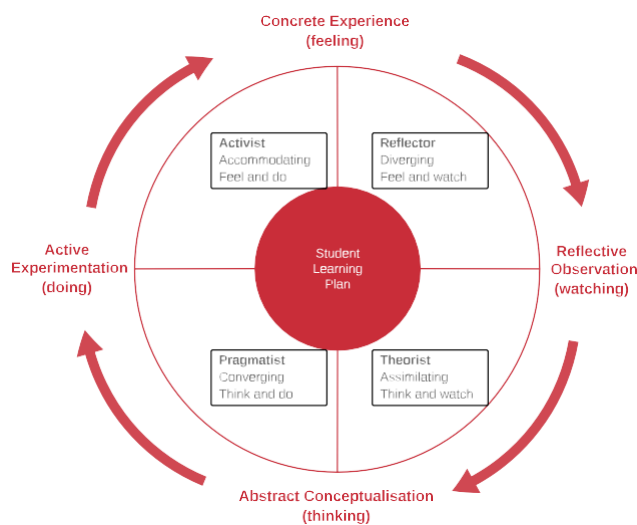 Concrete Experience
(feeling)
Activist
Accommodating
Feel and do
Reflector
Diverging
Feel and watch
Active
Experimentation
(doing)
Student
Learning
Plan
Reflective
Observation
(watching)
Pragmatist
Converging
Think and do
Theorist
Assimilating
Think and watch
Abstract Conceptualisation
(thinking)